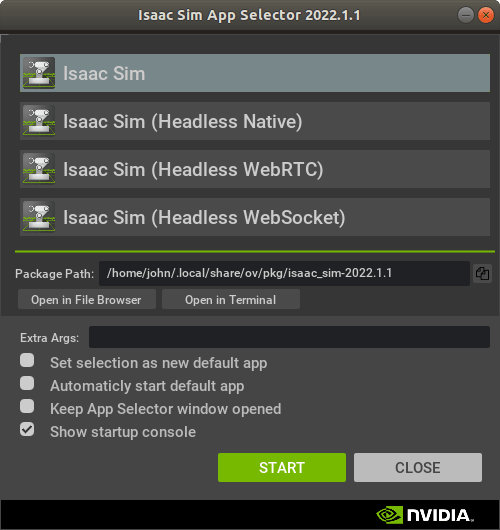 Isaac Sim App Selector 2022.1.1
Isaac Sim
Isaac Sim (Headless Native)
Isaac Sim (Headless WebRTC)
Isaac Sim (Headless WebSocket)
Package Path: /home/john/.local/share/ov/pkg/isaac_sim-2022.1.1
Open in File Browser Open in Terminal
Extra Args:
Set selection as new default app
Automaticly start default app
Keep App Selector window opened
Show startup console
START CLOSE
NVIDIA.